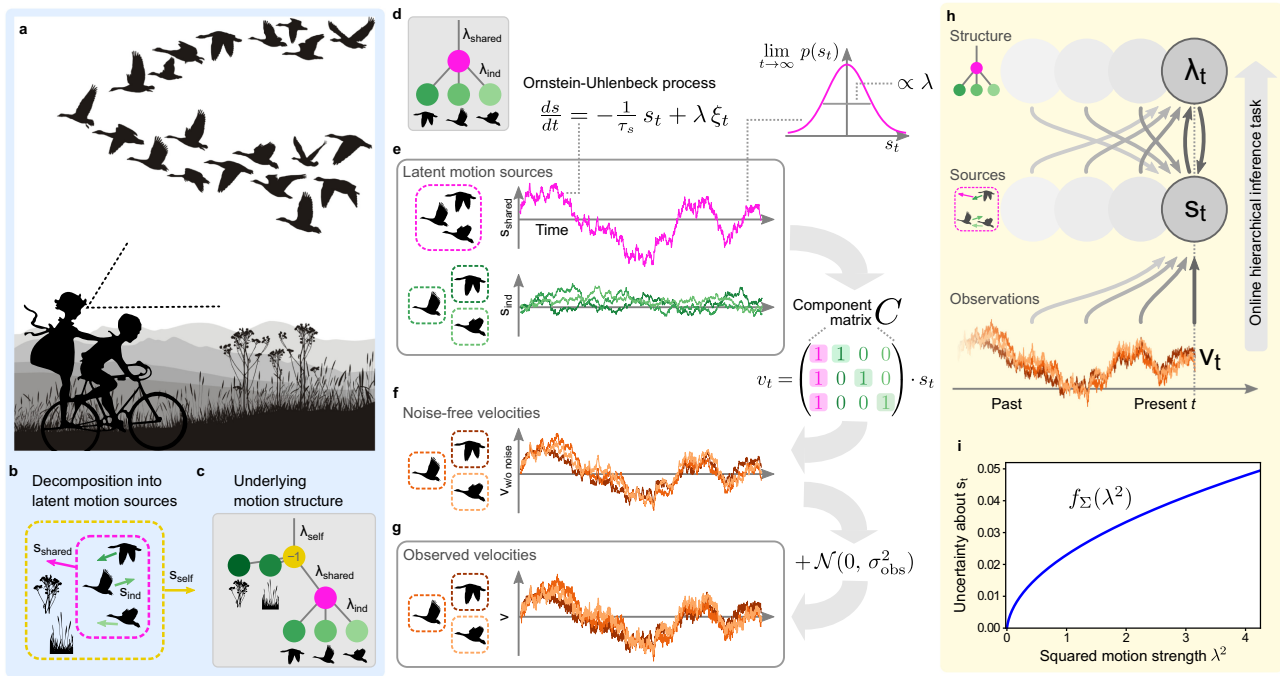 a
b
Decomposition into
latent motion sources
s_shared
s_ind
s_self
c
Underlying
motion structure
λ_self
−1
λ_shared
λ_ind
d
λ_shared
λ_ind
Ornstein-Uhlenbeck process
ds/dt = −1/τ_s s_t + λ ξ_t
lim t→∞ p(s_t)
∝ λ
s_t
e
Latent motion sources
s_shared
Time
s_ind
Component
matrix C
v_t = ( 1 1 0 0
1 0 1 0
1 0 0 1 ) · s_t
f
Noise-free velocities
v_w/o noise
g
Observed velocities
v
+ 𝒩(0, σ²_obs)
h
Structure
λ_t
Sources
s_t
Observations
v_t
Past
Present t
Online hierarchical inference task
i
f_Σ(λ²)
Uncertainty about s_t
0.05
0.04
0.03
0.02
0.01
0.00
0
1
2
3
4
Squared motion strength λ²